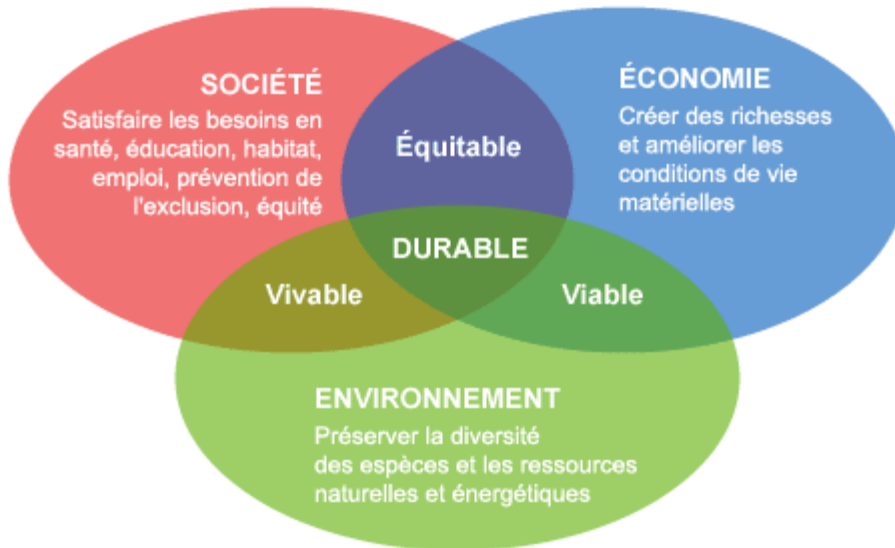 SOCIÉTÉ
Satisfaire les besoins en
santé, éducation, habitat,
emploi, prévention de
l'exclusion, équité
ÉCONOMIE
Créer des richesses
et améliorer les
conditions de vie
matérielles
Équitable
DURABLE
Vivable
Viable
ENVIRONNEMENT
Préserver la diversité
des espèces et les ressources
naturelles et énergétiques